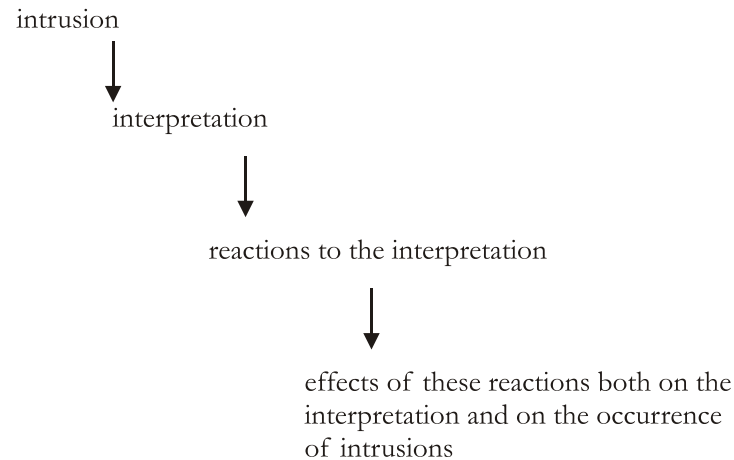 intrusion
interpretation
reactions to the interpretation
effects of these reactions both on the
interpretation and on the occurrence
of intrusions